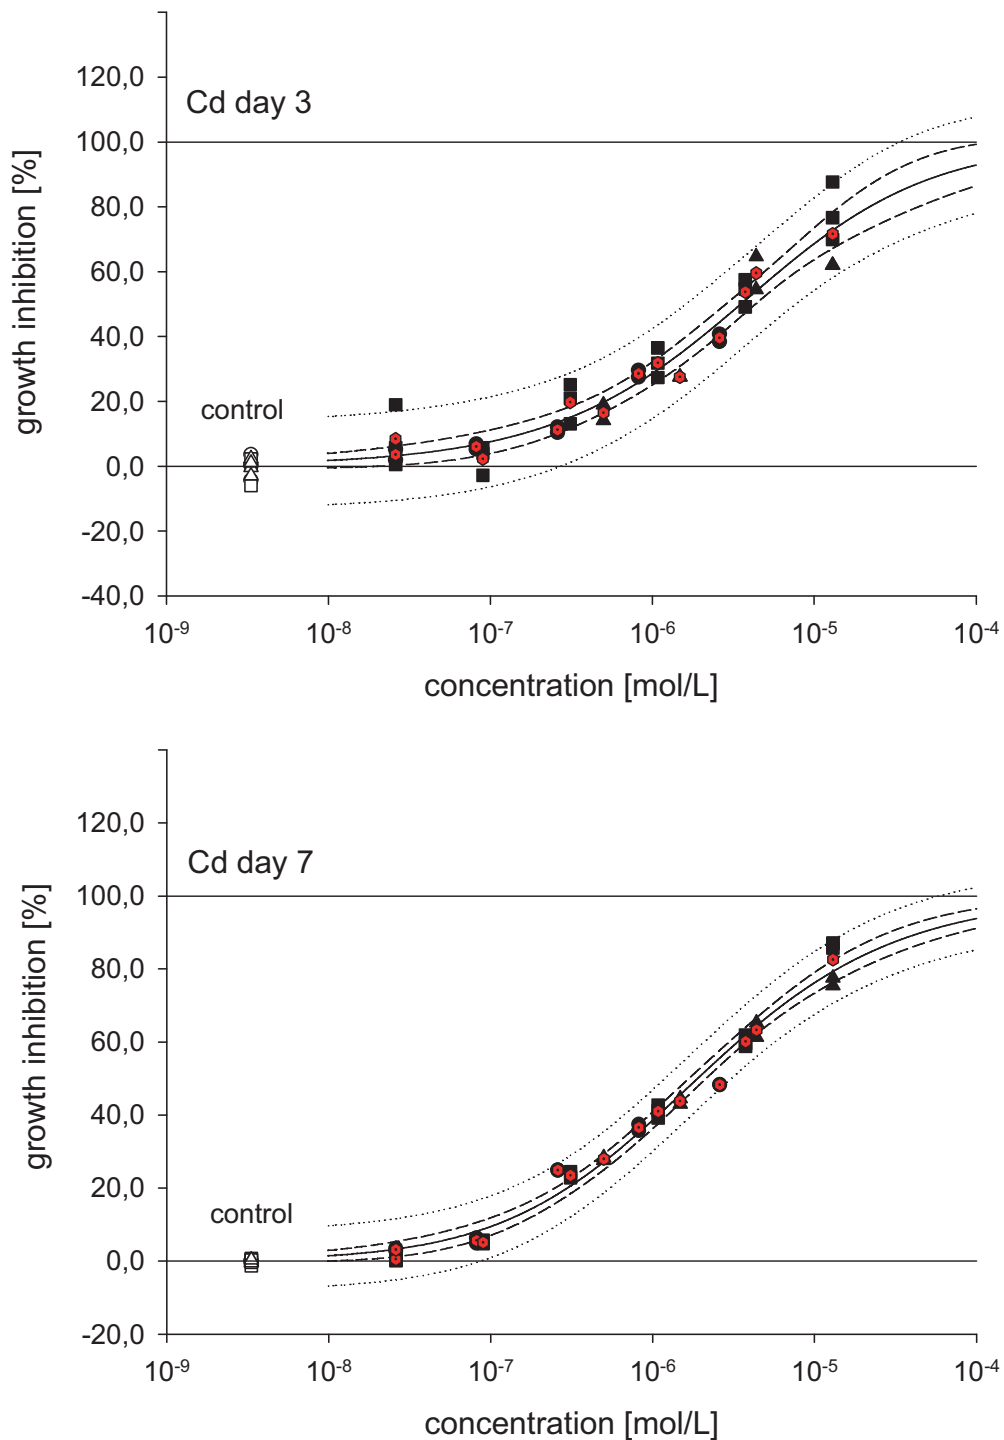 120,0
Cd day 3
100,0
80,0
60,0
40,0
20,0
0,0
-20,0
-40,0
growth inhibition [%]
control
10-9 10-8 10-7 10-6 10-5 10-4
concentration [mol/L]
120,0
Cd day 7
100,0
80,0
60,0
40,0
20,0
0,0
-20,0
growth inhibition [%]
control
10-9 10-8 10-7 10-6 10-5 10-4
concentration [mol/L]